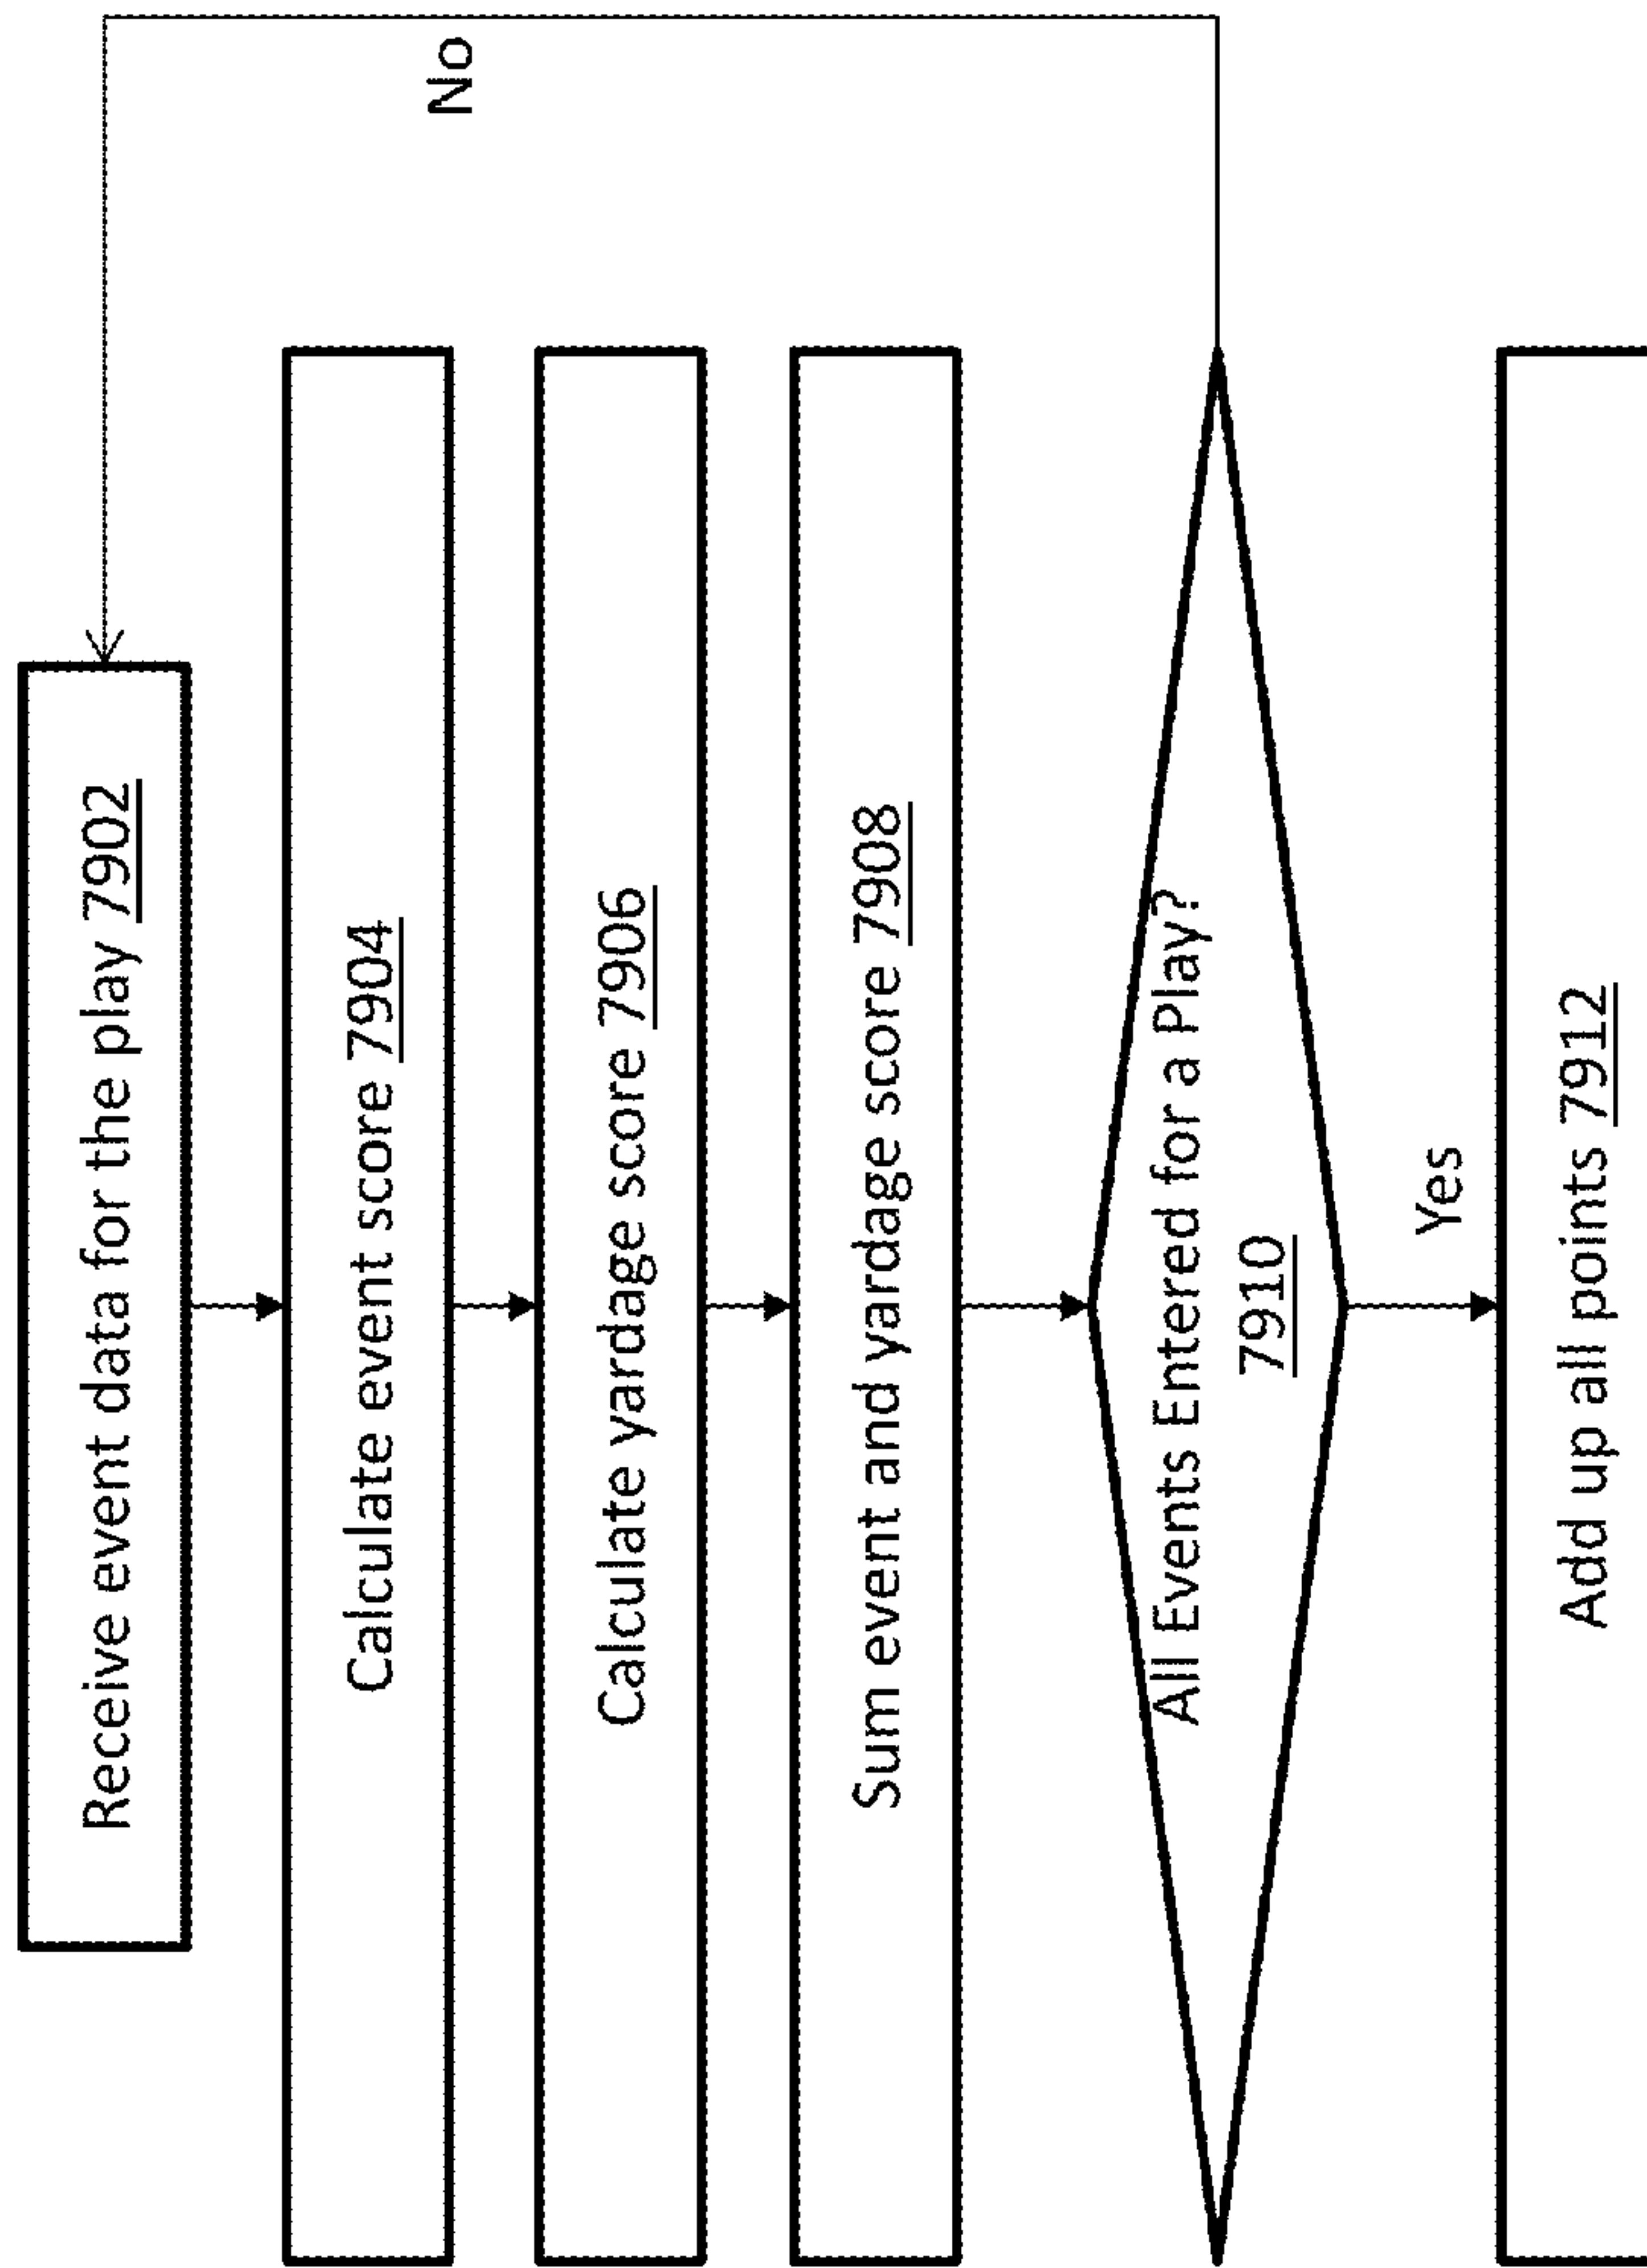 Receive event data for the play 7902
Calculate event score 7904
Calculate yardage score 7906
Sum event and yardage score 7908
All Events Entered for a Play?
7910
No
Yes
Add up all points 7912